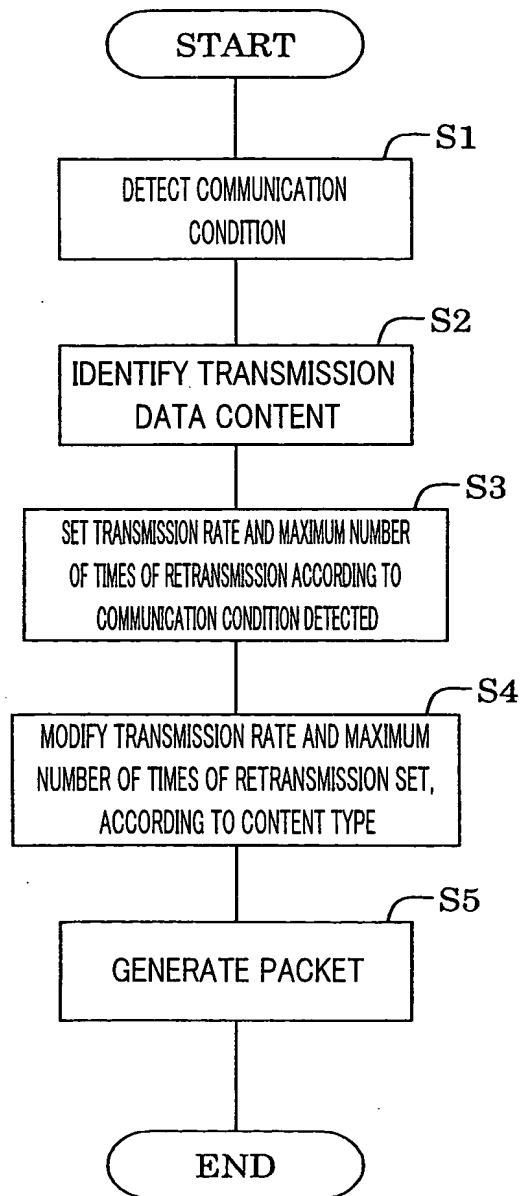 START
S1
DETECT COMMUNICATION
CONDITION
S2
IDENTIFY TRANSMISSION
DATA CONTENT
S3
SET TRANSMISSION RATE AND MAXIMUM NUMBER
OF TIMES OF RETRANSMISSION ACCORDING TO
COMMUNICATION CONDITION DETECTED
S4
MODIFY TRANSMISSION RATE AND MAXIMUM
NUMBER OF TIMES OF RETRANSMISSION SET,
ACCORDING TO CONTENT TYPE
S5
GENERATE PACKET
END